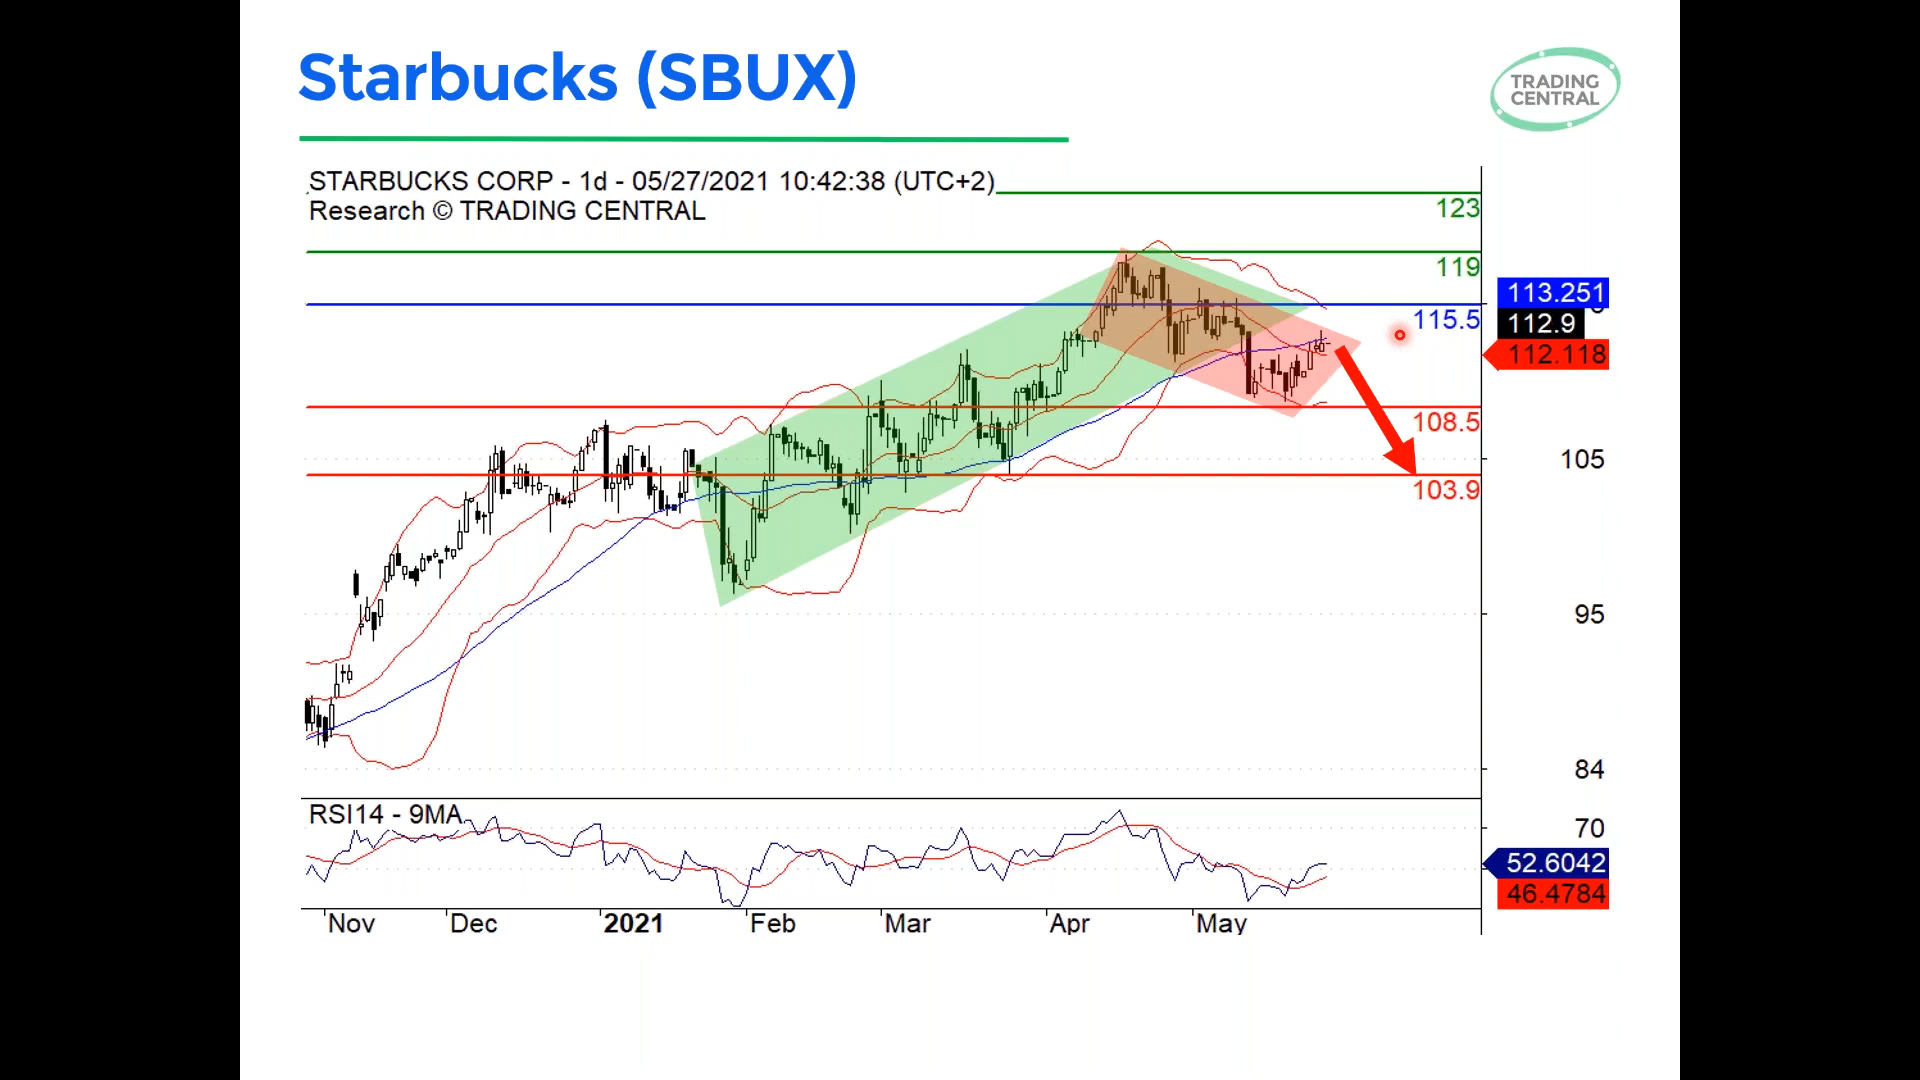 Starbucks (SBUX)
TRADING
CENTRAL
STARBUCKS CORP - 1d - 05/27/2021 10:42:38 (UTC+2)
Research © TRADING CENTRAL
123
119
113.251
115.5
112.9
112.118
108.5
105
103.9
95
84
RSI14 - 9MA
70
52.6042
46.4784
Nov Dec 2021 Feb Mar Apr May